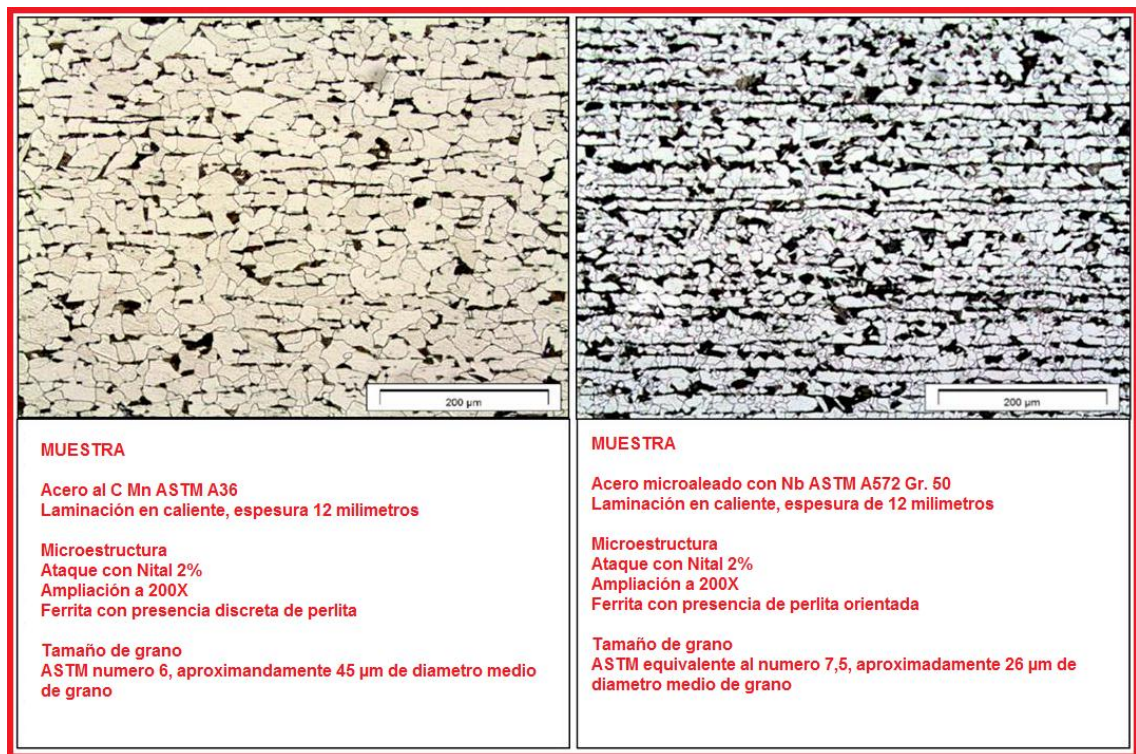 200 µm
200 µm
MUESTRA
Acero al C Mn ASTM A36
Laminación en caliente, espesura 12 milimetros
Microestructura
Ataque con Nital 2%
Ampliación a 200X
Ferrita con presencia discreta de perlita
Tamaño de grano
ASTM numero 6, aproximandamente 45 µm de diametro medio
de grano
MUESTRA
Acero microaleado con Nb ASTM A572 Gr. 50
Laminación en caliente, espesura de 12 milimetros
Microestructura
Ataque con Nital 2%
Ampliación a 200X
Ferrita con presencia de perlita orientada
Tamaño de grano
ASTM equivalente al numero 7,5, aproximadamente 26 µm de
diametro medio de grano